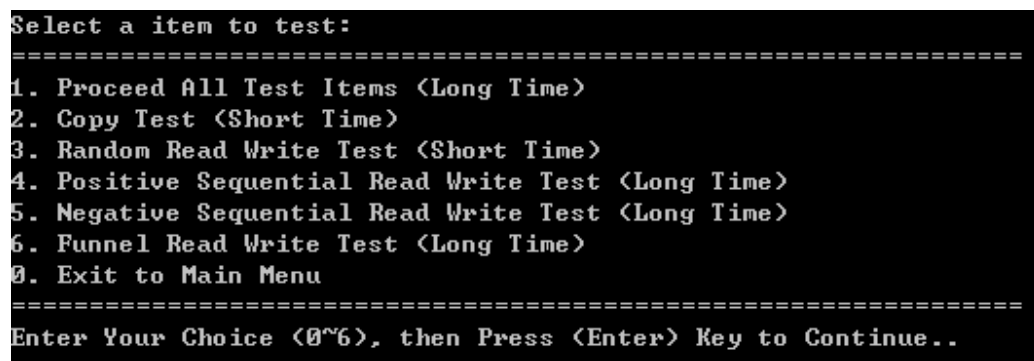 Select a item to test:
==================================================================
1. Proceed All Test Items (Long Time)
2. Copy Test (Short Time)
3. Random Read Write Test (Short Time)
4. Positive Sequential Read Write Test (Long Time)
5. Negative Sequential Read Write Test (Long Time)
6. Funnel Read Write Test (Long Time)
0. Exit to Main Menu
==================================================================
Enter Your Choice (0~6), then Press (Enter) Key to Continue..